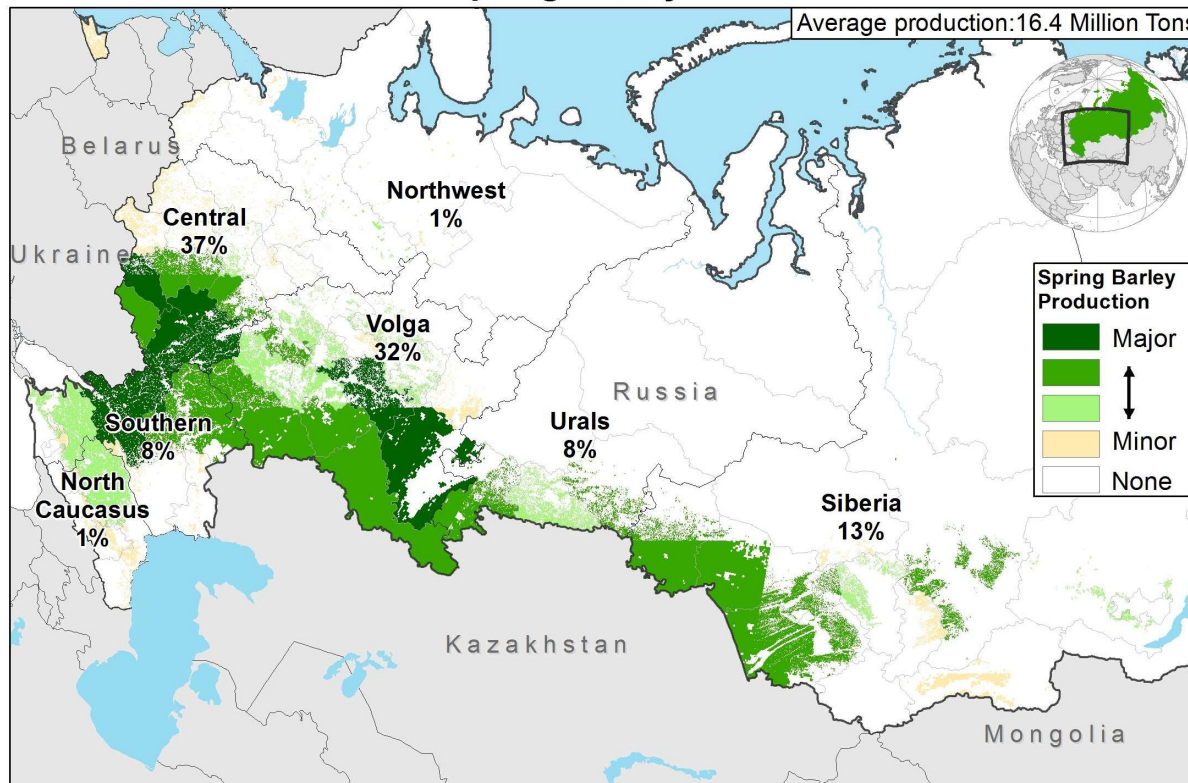 Average production:16.4 Million Tons
Belarus
Northwest
1%
Central
37%
Ukraine
Spring Barley
Production
Major
Minor
None
Volga
32%
Russia
Urals
8%
Southern
8%
North
Caucasus
1%
Siberia
13%
Kazakhstan
Mongolia